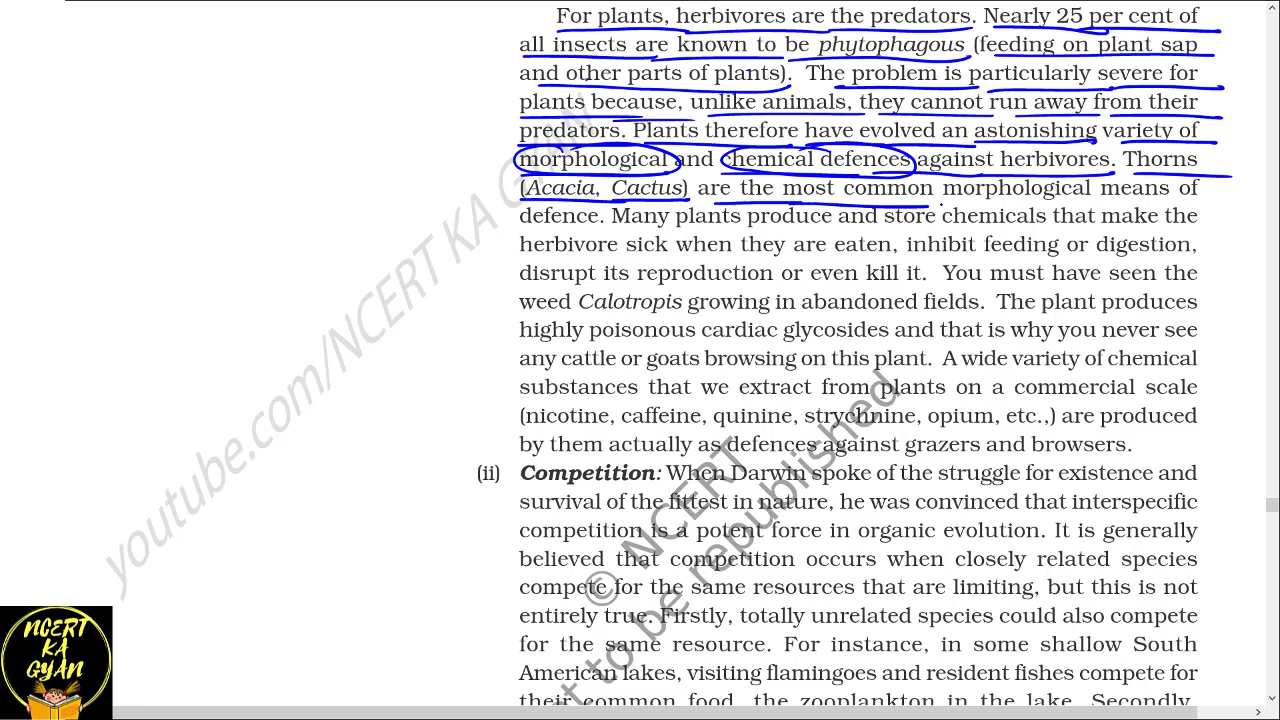 For plants, herbivores are the predators. Nearly 25 per cent of
all insects are known to be phytophagous (feeding on plant sap
and other parts of plants). The problem is particularly severe for
plants because, unlike animals, they cannot run away from their
predators. Plants therefore have evolved an astonishing variety of
morphological and chemical defences against herbivores. Thorns
(Acacia, Cactus) are the most common morphological means of
defence. Many plants produce and store chemicals that make the
herbivore sick when they are eaten, inhibit feeding or digestion,
disrupt its reproduction or even kill it. You must have seen the
weed Calotropis growing in abandoned fields. The plant produces
highly poisonous cardiac glycosides and that is why you never see
any cattle or goats browsing on this plant. A wide variety of chemical
substances that we extract from plants on a commercial scale
(nicotine, caffeine, quinine, strychnine, opium, etc.,) are produced
by them actually as defences against grazers and browsers.
(ii) Competition: When Darwin spoke of the struggle for existence and
survival of the fittest in nature, he was convinced that interspecific
competition is a potent force in organic evolution. It is generally
believed that competition occurs when closely related species
compete for the same resources that are limiting, but this is not
entirely true. Firstly, totally unrelated species could also compete
for the same resource. For instance, in some shallow South
American lakes, visiting flamingoes and resident fishes compete for
their common food, the zooplankton in the lake. Secondly,
youtube.com/NCERT KA GYAN
© NCERT
t to be republished
NCERT
KA
GYAN